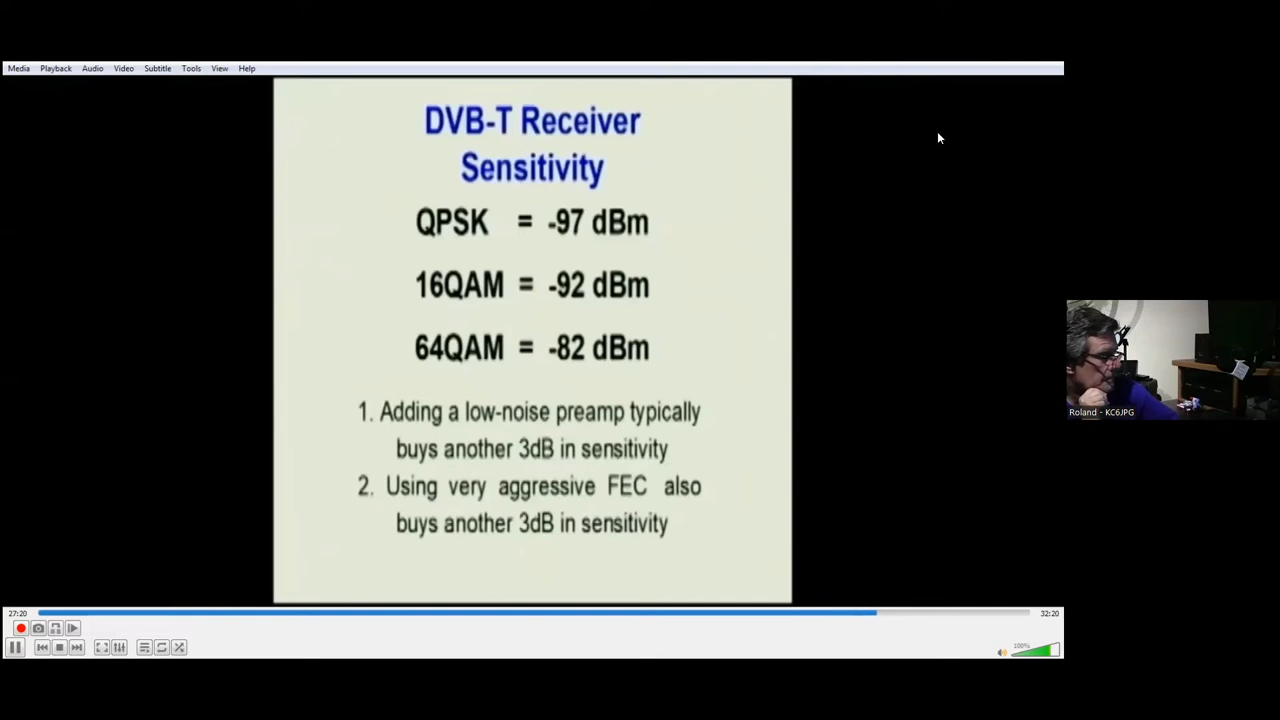 Media Playback Audio Video Subtitle Tools View Help
DVB-T Receiver
Sensitivity
QPSK = -97 dBm
16QAM = -92 dBm
64QAM = -82 dBm
1. Adding a low-noise preamp typically
buys another 3dB in sensitivity
2. Using very aggressive FEC also
buys another 3dB in sensitivity
Roland - KC6JPG
27:20
32:20
100%